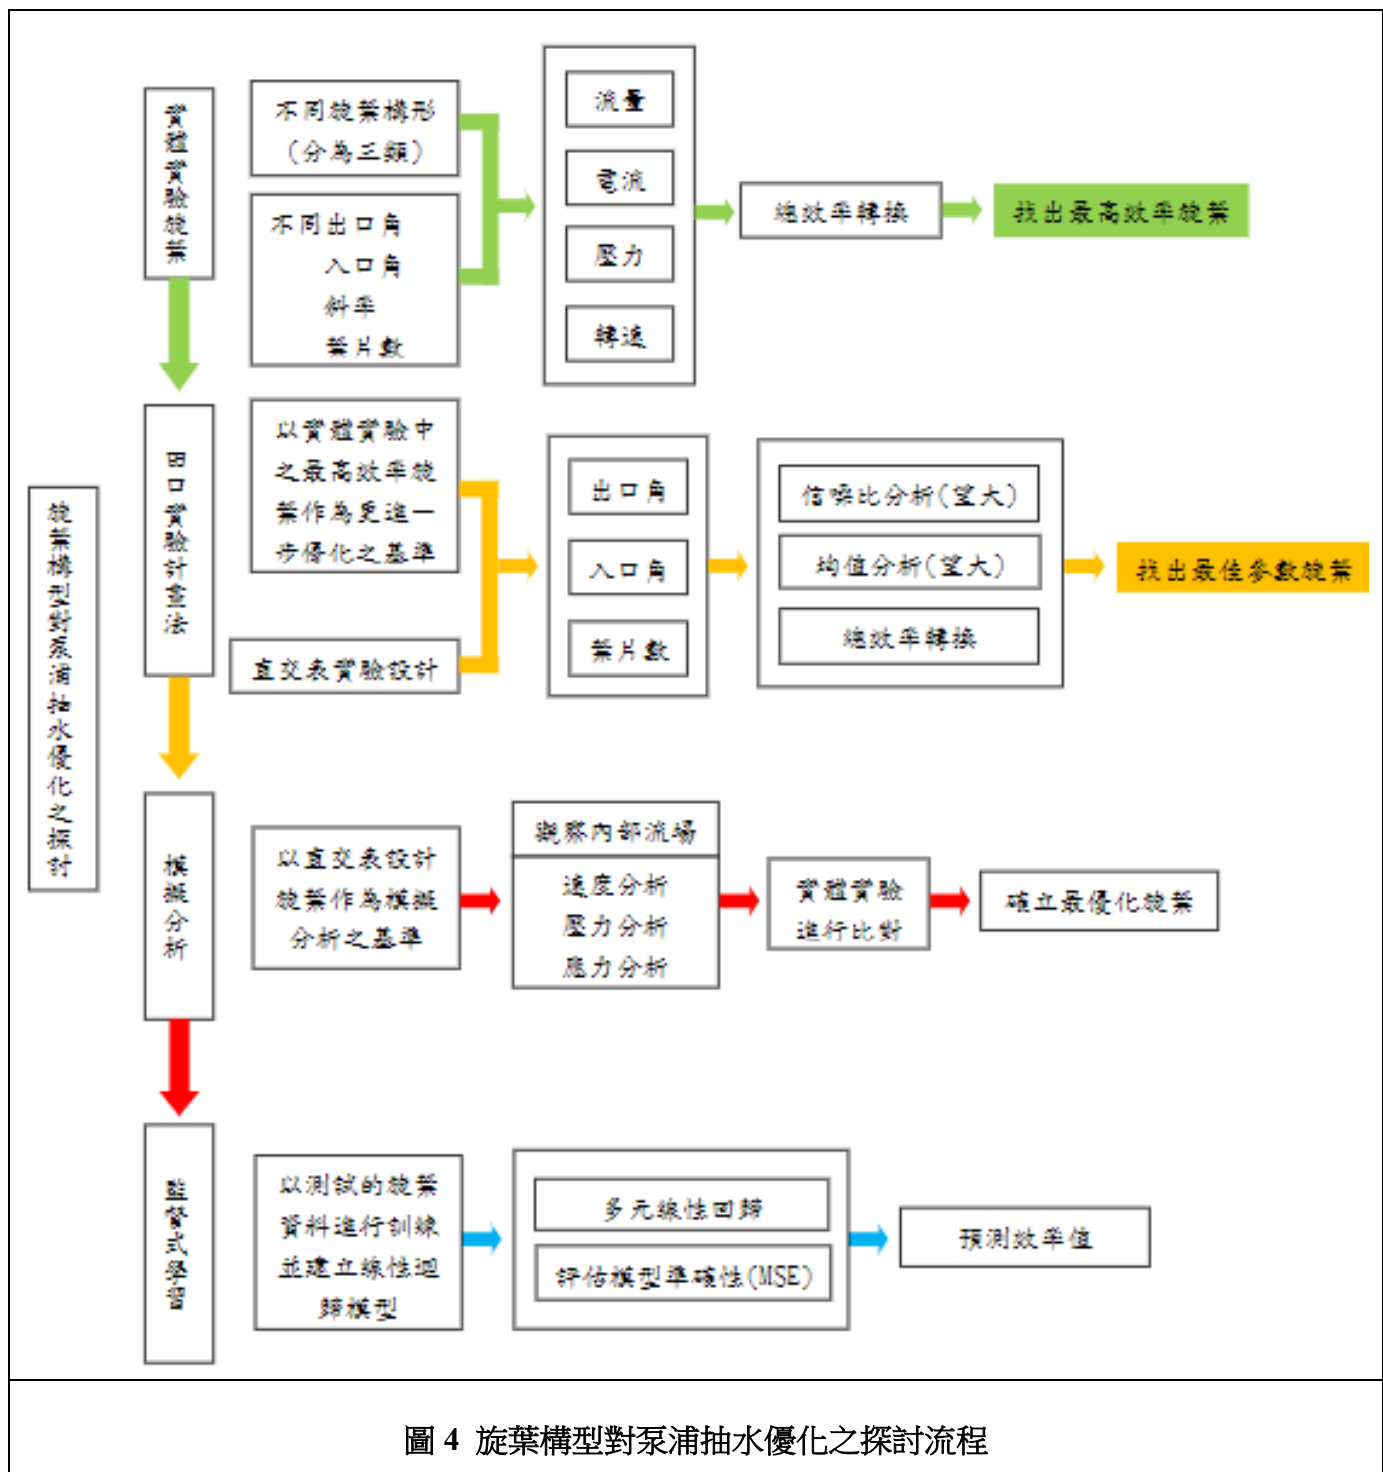 旋葉構型對泵浦抽水優化之探討
實體實驗旋葉
不同旋葉構形
(分為三類)
不同出口角
入口角
斜率
葉片數
流量
電流
壓力
轉速
總效率轉換
找出最高效率旋葉
田口實驗計畫法
以實體實驗中
之最高效率旋
葉作為更進一
步優化之基準
直交表實驗設計
出口角
入口角
葉片數
信噪比分析(望大)
均值分析(望大)
總效率轉換
找出最佳參數旋葉
模擬分析
以直交表設計
旋葉作為模擬
分析之基準
觀察內部流場
速度分析
壓力分析
應力分析
實體實驗
進行比對
確立最優化旋葉
監督式學習
以測試的旋葉
資料進行訓練
並建立線性迴
歸模型
多元線性回歸
評估模型準確性(MSE)
預測效率值
圖 4 旋葉構型對泵浦抽水優化之探討流程